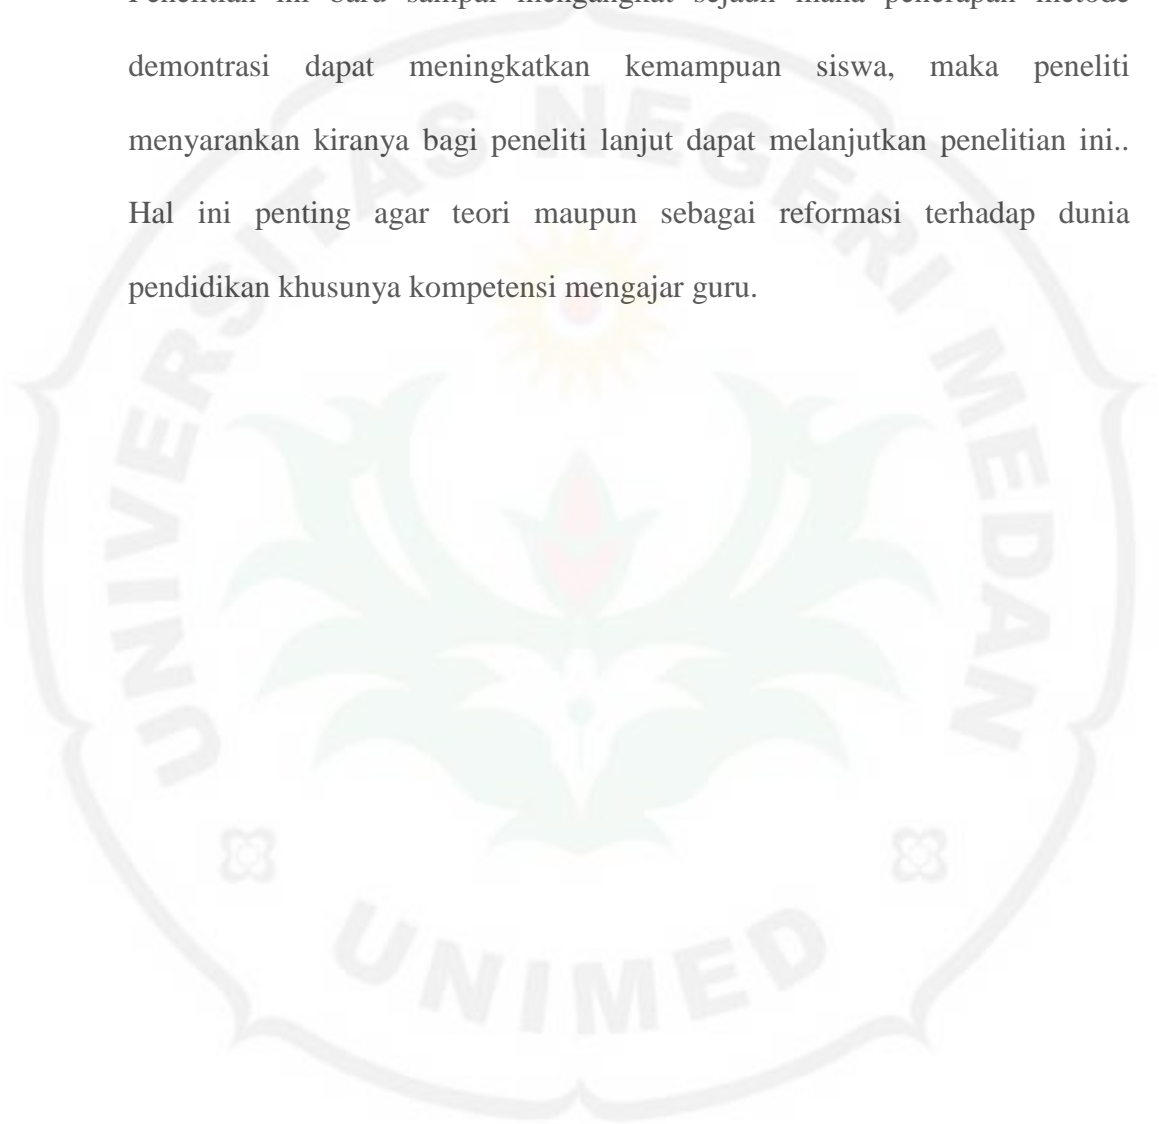 Penelitian ini baru sampai mengangkat sejauh mana penerapan metode
demontrasi dapat meningkatkan kemampuan siswa, maka peneliti
menyarankan kiranya bagi peneliti lanjut dapat melanjutkan penelitian ini..
Hal ini penting agar teori maupun sebagai reformasi terhadap dunia
pendidikan khusunya kompetensi mengajar guru.
UNIVERSITAS NEGERI MEDAN
UNIMED